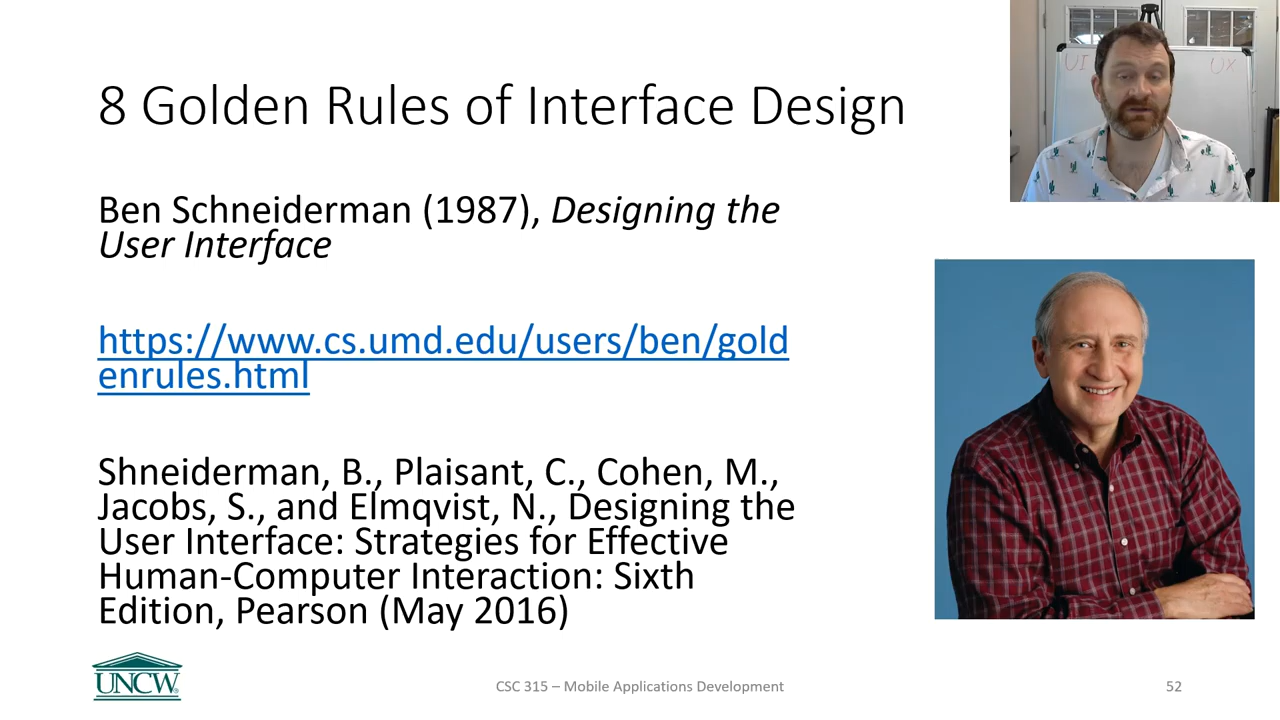 8 Golden Rules of Interface Design
UI
UX
Ben Schneiderman (1987), Designing the
User Interface
https://www.cs.umd.edu/users/ben/gold
enrules.html
Shneiderman, B., Plaisant, C., Cohen, M.,
Jacobs, S., and Elmqvist, N., Designing the
User Interface: Strategies for Effective
Human-Computer Interaction: Sixth
Edition, Pearson (May 2016)
UNCW
CSC 315 – Mobile Applications Development
52